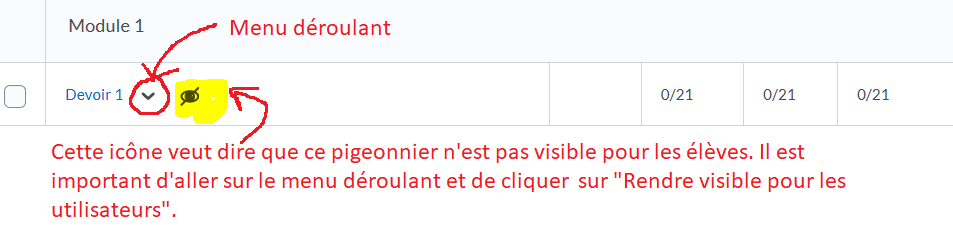 Module 1
Menu déroulant
Devoir 1
0/21
0/21
0/21
Cette icône veut dire que ce pigeonnier n'est pas visible pour les élèves. Il est
important d'aller sur le menu déroulant et de cliquer sur "Rendre visible pour les
utilisateurs".